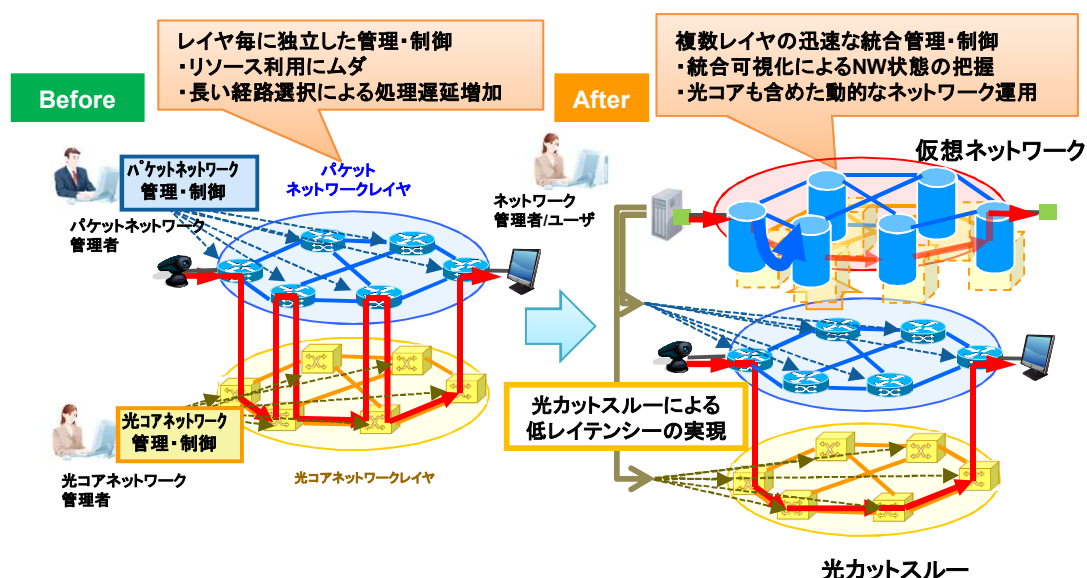 レイヤ毎に独立した管理・制御
・リソース利用にムダ
・長い経路選択による処理遅延増加
複数レイヤの迅速な統合管理・制御
・統合可視化によるNW状態の把握
・光コアも含めた動的なネットワーク運用
Before
After
パケットネットワーク
管理・制御
パケット
ネットワークレイヤ
パケットネットワーク
管理者
ネットワーク
管理者/ユーザ
仮想ネットワーク
光コアネットワーク
管理・制御
光コアネットワーク
管理者
光コアネットワークレイヤ
光カットスルーによる
低レイテンシーの実現
光カットスルー